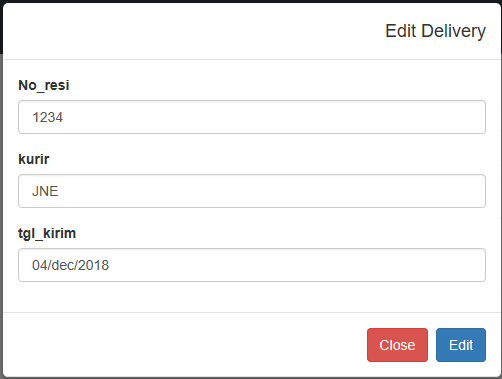 Edit Delivery
No_resi
1234
kurir
JNE
tgl_kirim
04/dec/2018
Close Edit